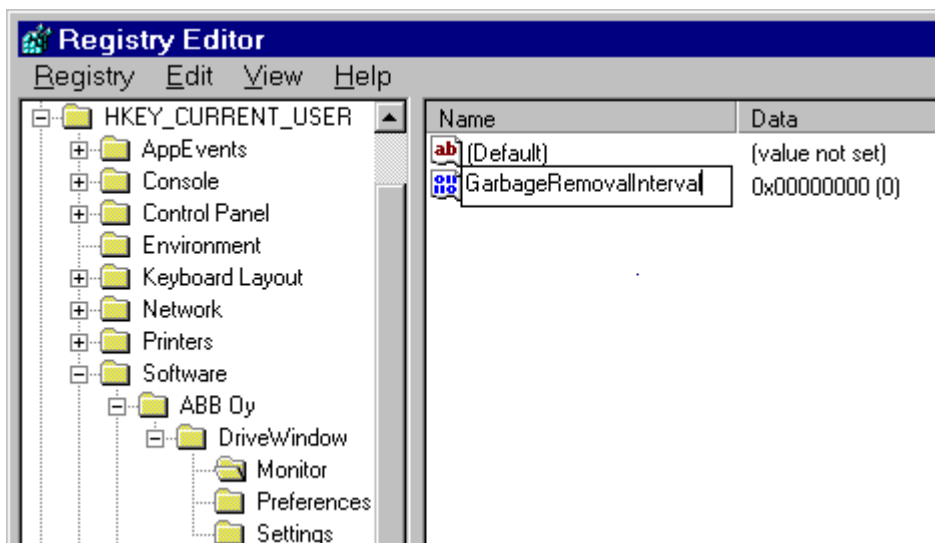 Registry Editor
Registry Edit View Help
HKEY_CURRENT_USER
AppEvents
Console
Control Panel
Environment
Keyboard Layout
Network
Printers
Software
ABB Oy
DriveWindow
Monitor
Preferences
Settings
Name Data
ab (Default) (value not set)
GarbageRemovalInterval 0x00000000 (0)